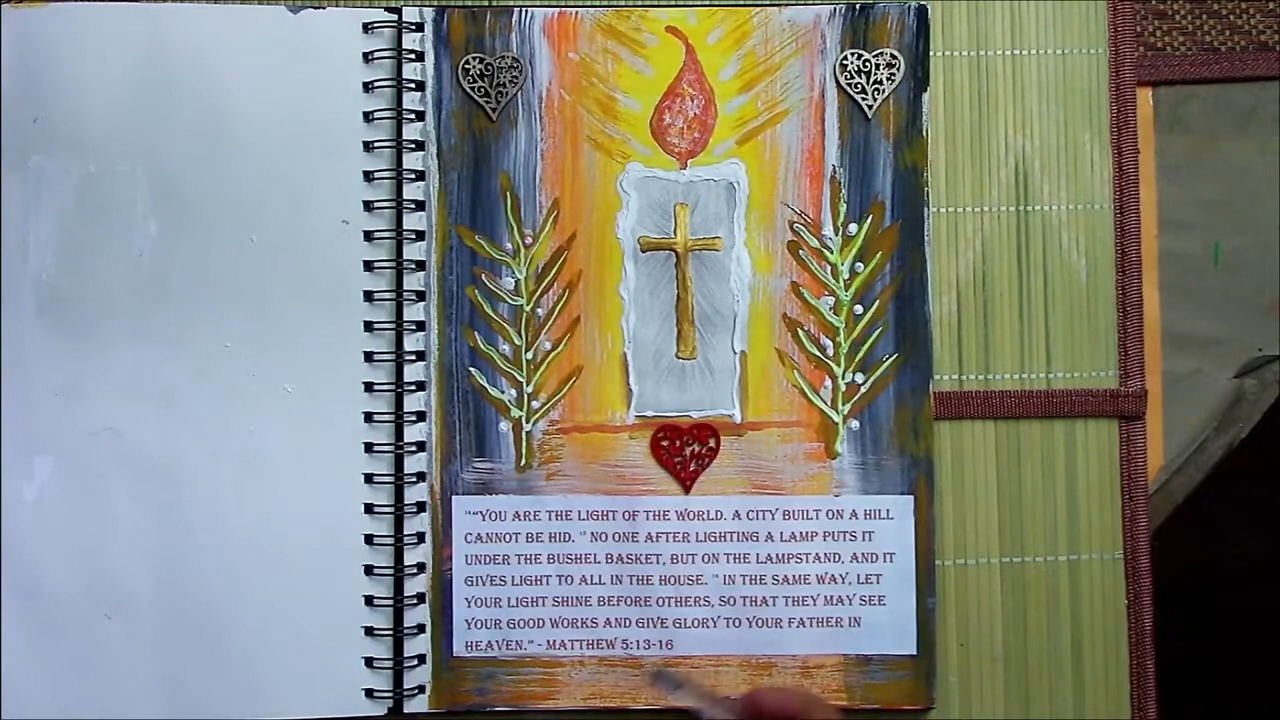 ¹⁴“YOU ARE THE LIGHT OF THE WORLD. A CITY BUILT ON A HILL
CANNOT BE HID. ¹⁵ NO ONE AFTER LIGHTING A LAMP PUTS IT
UNDER THE BUSHEL BASKET, BUT ON THE LAMPSTAND, AND IT
GIVES LIGHT TO ALL IN THE HOUSE. ¹⁶ IN THE SAME WAY, LET
YOUR LIGHT SHINE BEFORE OTHERS, SO THAT THEY MAY SEE
YOUR GOOD WORKS AND GIVE GLORY TO YOUR FATHER IN
HEAVEN.” - MATTHEW 5:13-16